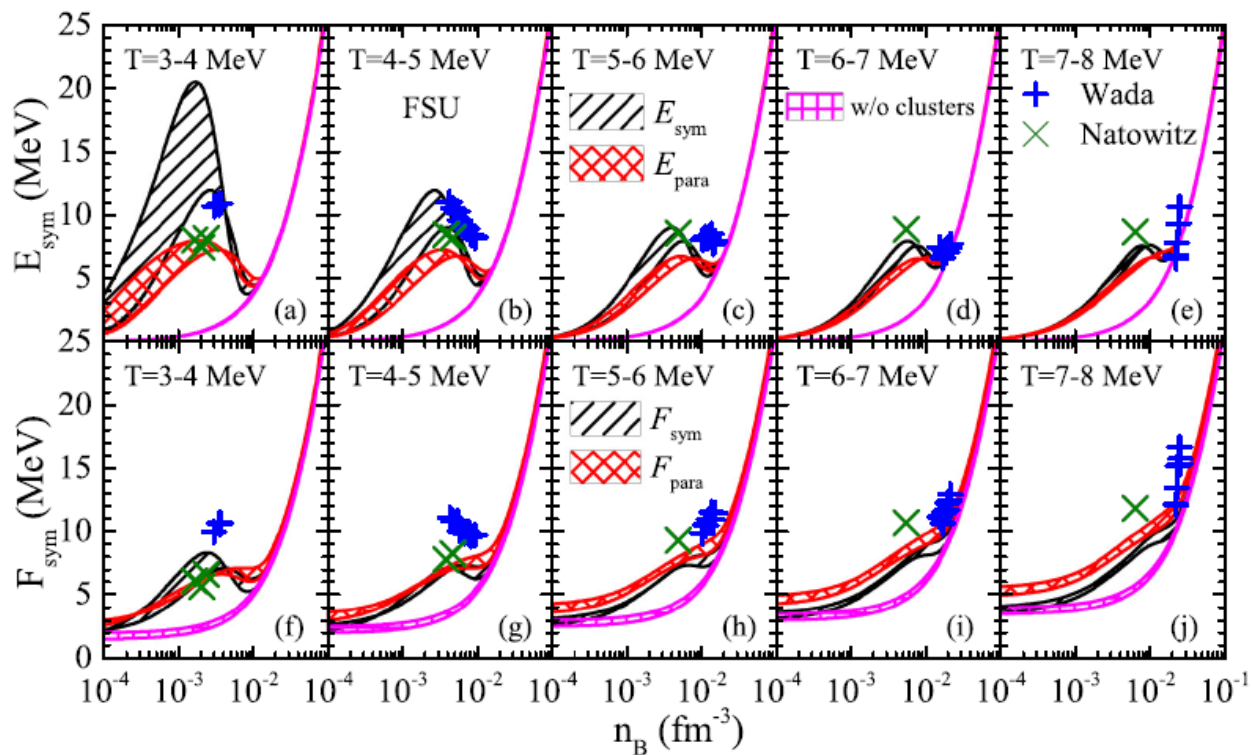 25
20
15
10
5
E_sym (MeV)
T=3-4 MeV
(a)
T=4-5 MeV
FSU
(b)
T=5-6 MeV
E_sym
E_para
(c)
T=6-7 MeV
w/o clusters
(d)
T=7-8 MeV
Wada
Natowitz
(e)
25
20
15
10
5
0
F_sym (MeV)
T=3-4 MeV
(f)
T=4-5 MeV
(g)
T=5-6 MeV
F_sym
F_para
(h)
T=6-7 MeV
(i)
T=7-8 MeV
(j)
10^-4 10^-3 10^-2 10^-4 10^-3 10^-2 10^-4 10^-3 10^-2 10^-4 10^-3 10^-2 10^-4 10^-3 10^-2 10^-1
n_B (fm^-3)